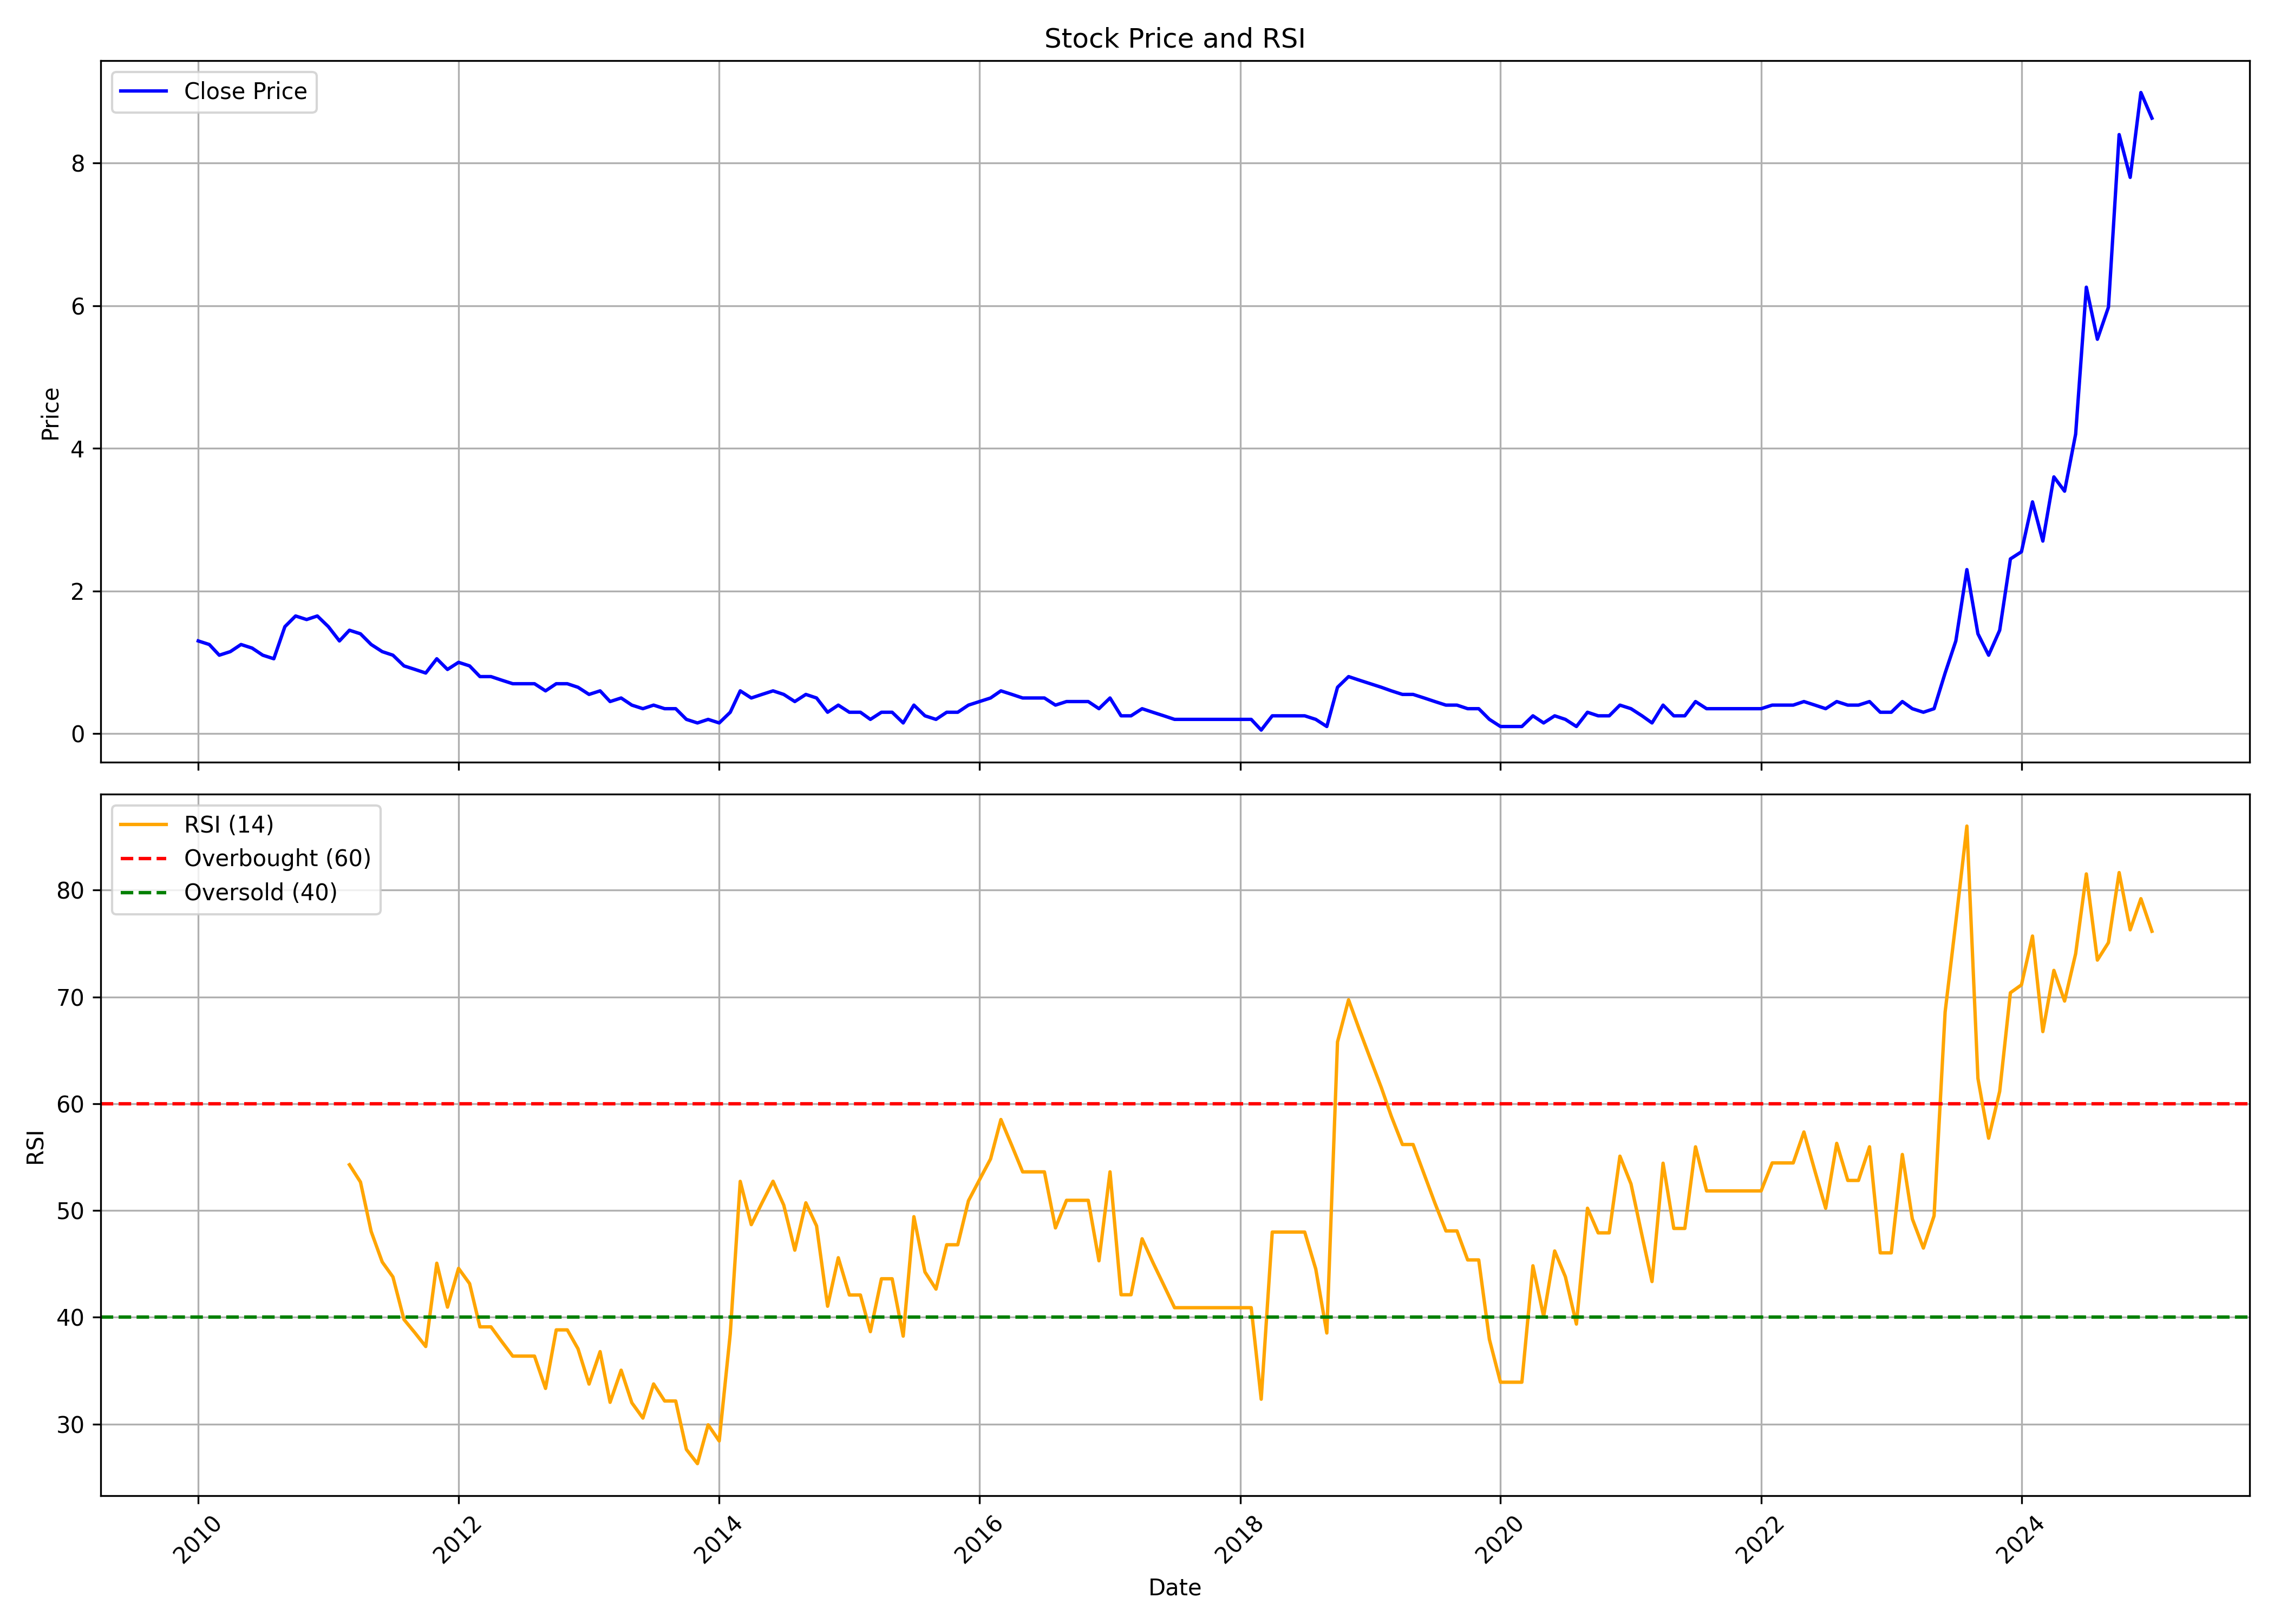 Stock Price and RSI
Close Price
Price
8
6
4
2
0
RSI (14)
Overbought (60)
Oversold (40)
RSI
80
70
60
50
40
30
2010
2012
2014
2016
2018
2020
2022
2024
Date